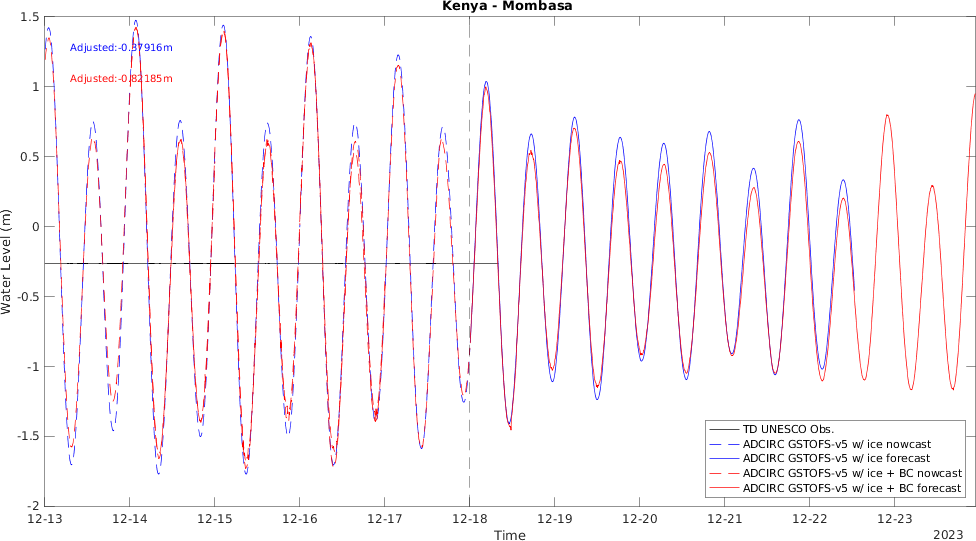 Kenya - Mombasa
Adjusted:-0.37916m
Adjusted:-0.82185m
Water Level (m)
1.5
1
0.5
0
-0.5
-1
-1.5
-2
12-13 12-14 12-15 12-16 12-17 12-18 12-19 12-20 12-21 12-22 12-23
Time
2023
TD UNESCO Obs.
ADCIRC GSTOFS-v5 w/ ice nowcast
ADCIRC GSTOFS-v5 w/ ice forecast
ADCIRC GSTOFS-v5 w/ ice + BC nowcast
ADCIRC GSTOFS-v5 w/ ice + BC forecast